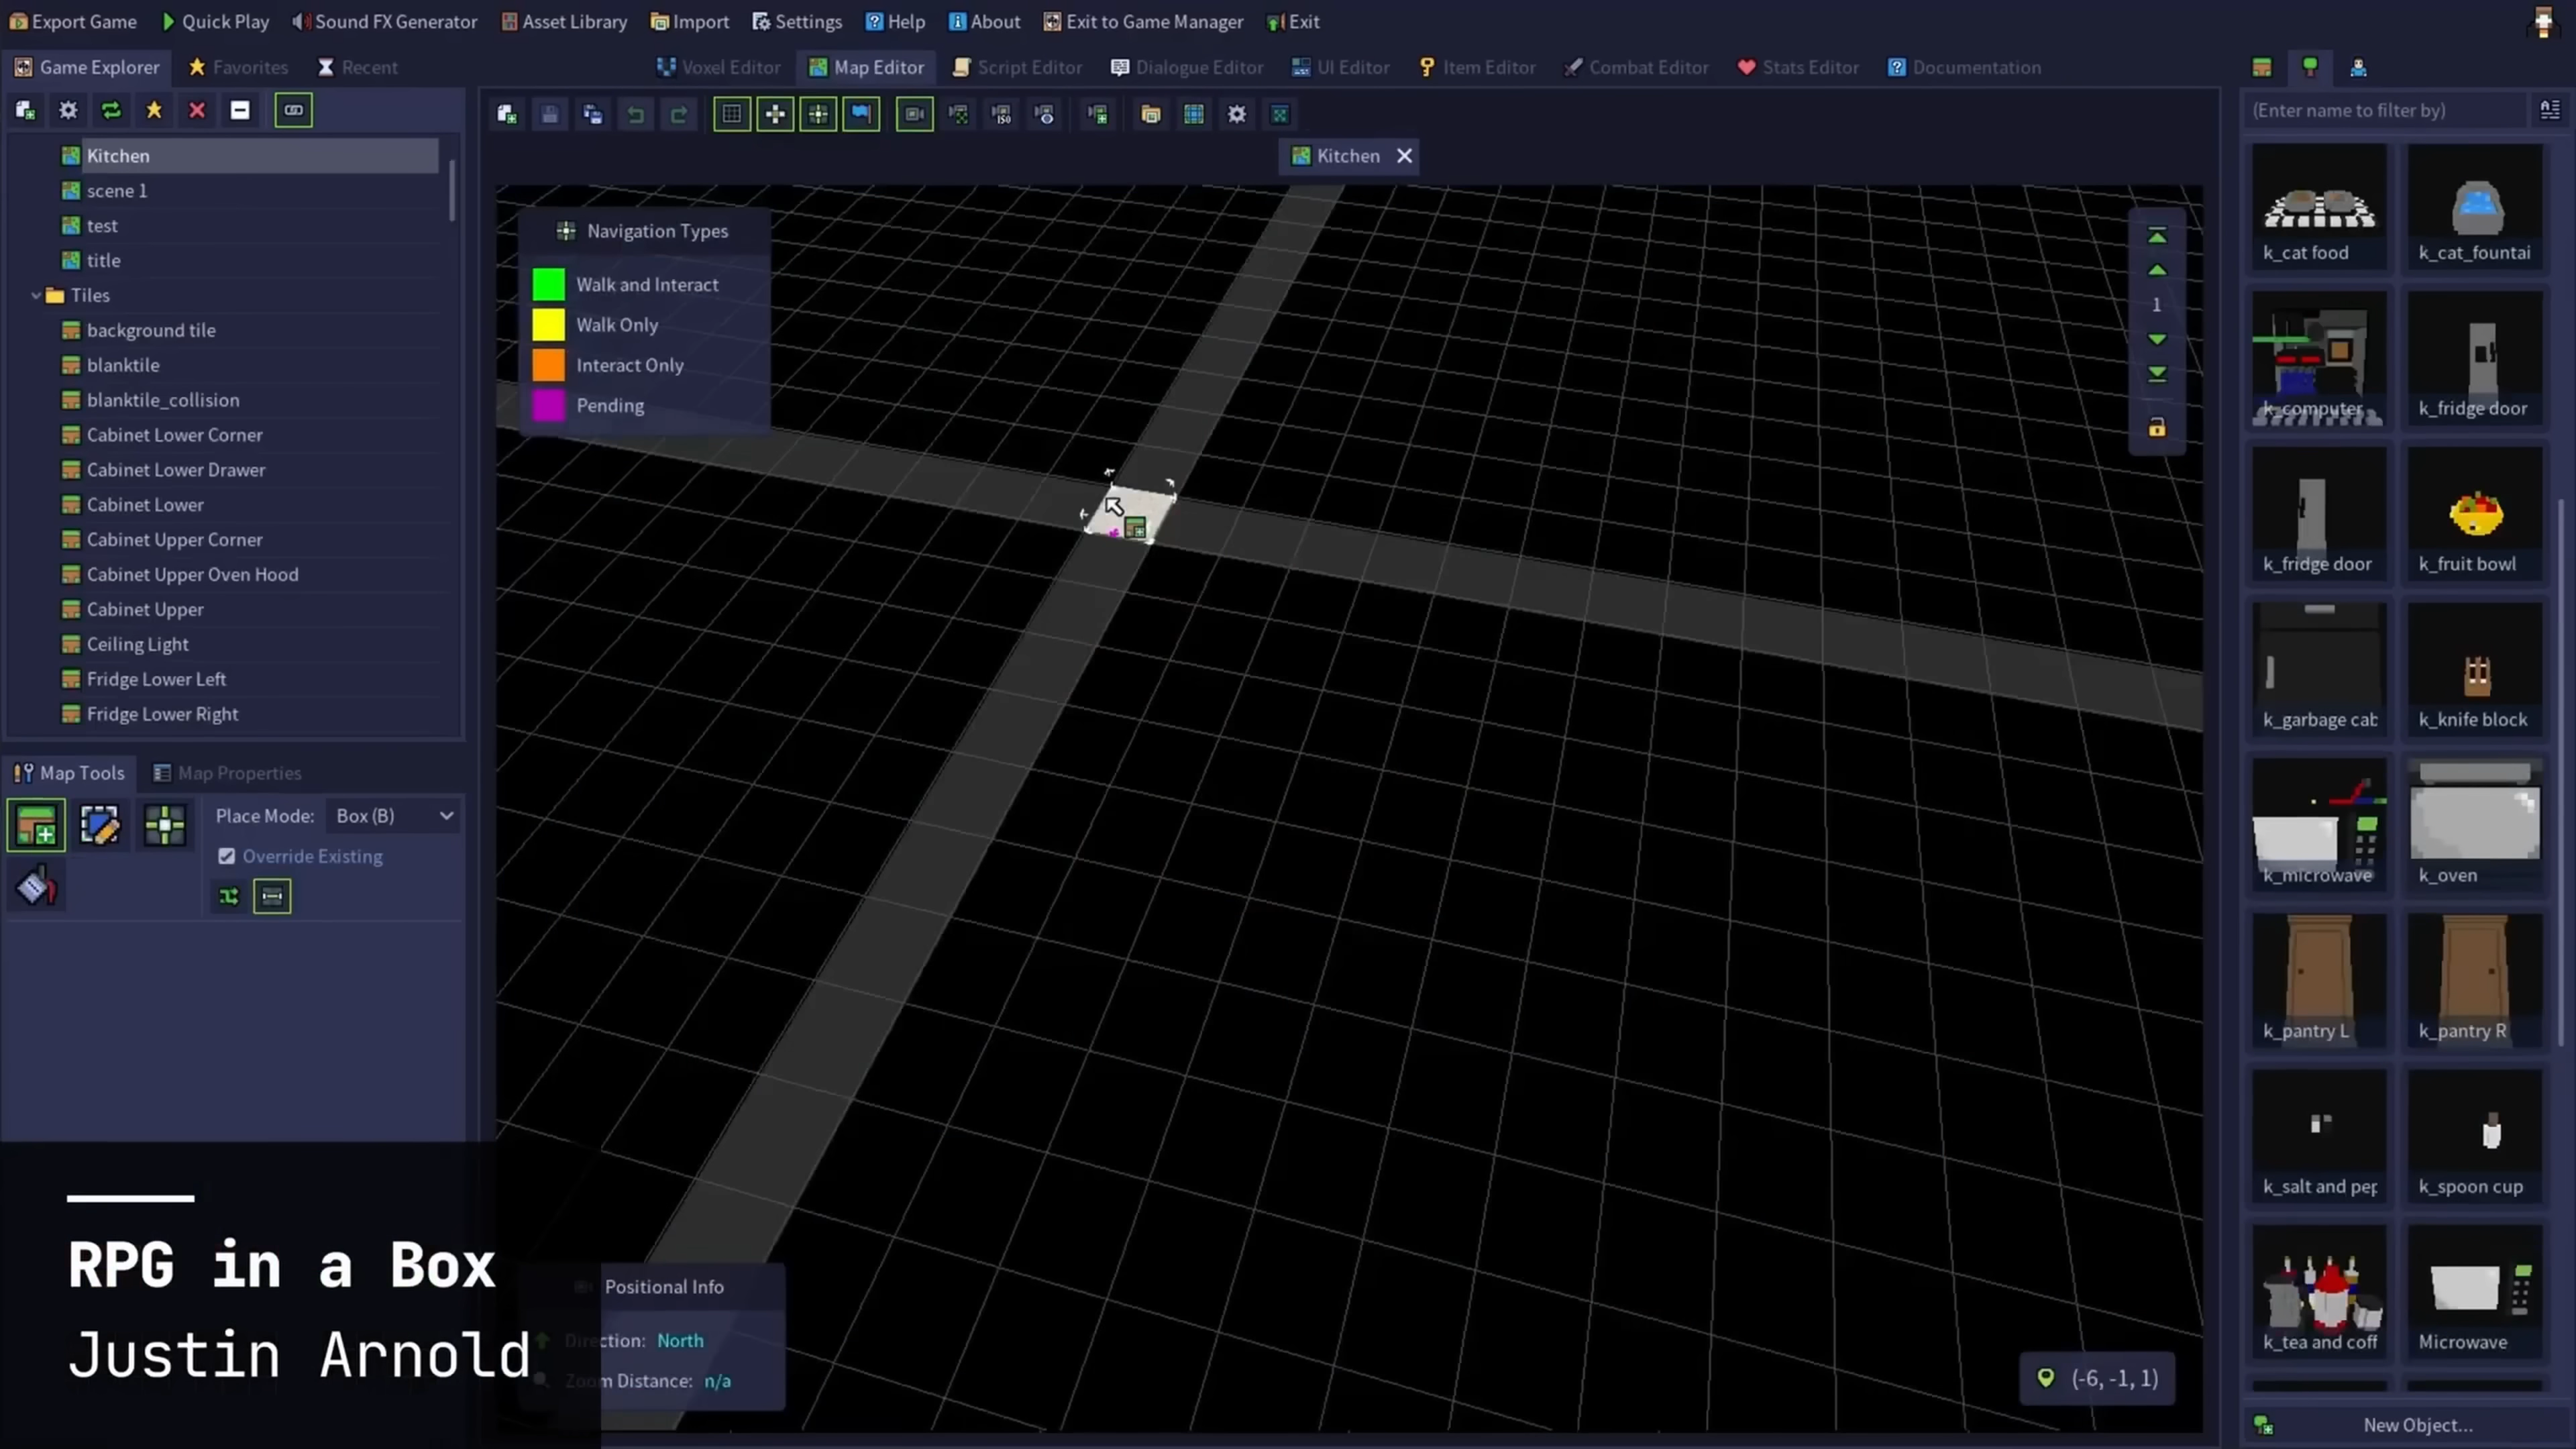 Export Game Quick Play Sound FX Generator Asset Library Import Settings Help About Exit to Game Manager Exit
Game Explorer Favorites Recent
Voxel Editor Map Editor Script Editor Dialogue Editor UI Editor Item Editor Combat Editor Stats Editor Documentation
(Enter name to filter by)
Kitchen
scene 1
test
title
Tiles
background tile
blanktile
blanktile_collision
Cabinet Lower Corner
Cabinet Lower Drawer
Cabinet Lower
Cabinet Upper Corner
Cabinet Upper Oven Hood
Cabinet Upper
Ceiling Light
Fridge Lower Left
Fridge Lower Right
Map Tools Map Properties
Place Mode: Box (B)
Override Existing
ISO
Kitchen
Navigation Types
Walk and Interact
Walk Only
Interact Only
Pending
1
Positional Info
Direction: North
Zoom Distance: n/a
(-6, -1, 1)
k_cat food k_cat_fountai
k_computer k_fridge door
k_fridge door k_fruit bowl
k_garbage cab k_knife block
k_microwave k_oven
k_pantry L k_pantry R
k_salt and pep k_spoon cup
k_tea and coff Microwave
New Object...
RPG in a Box
Justin Arnold